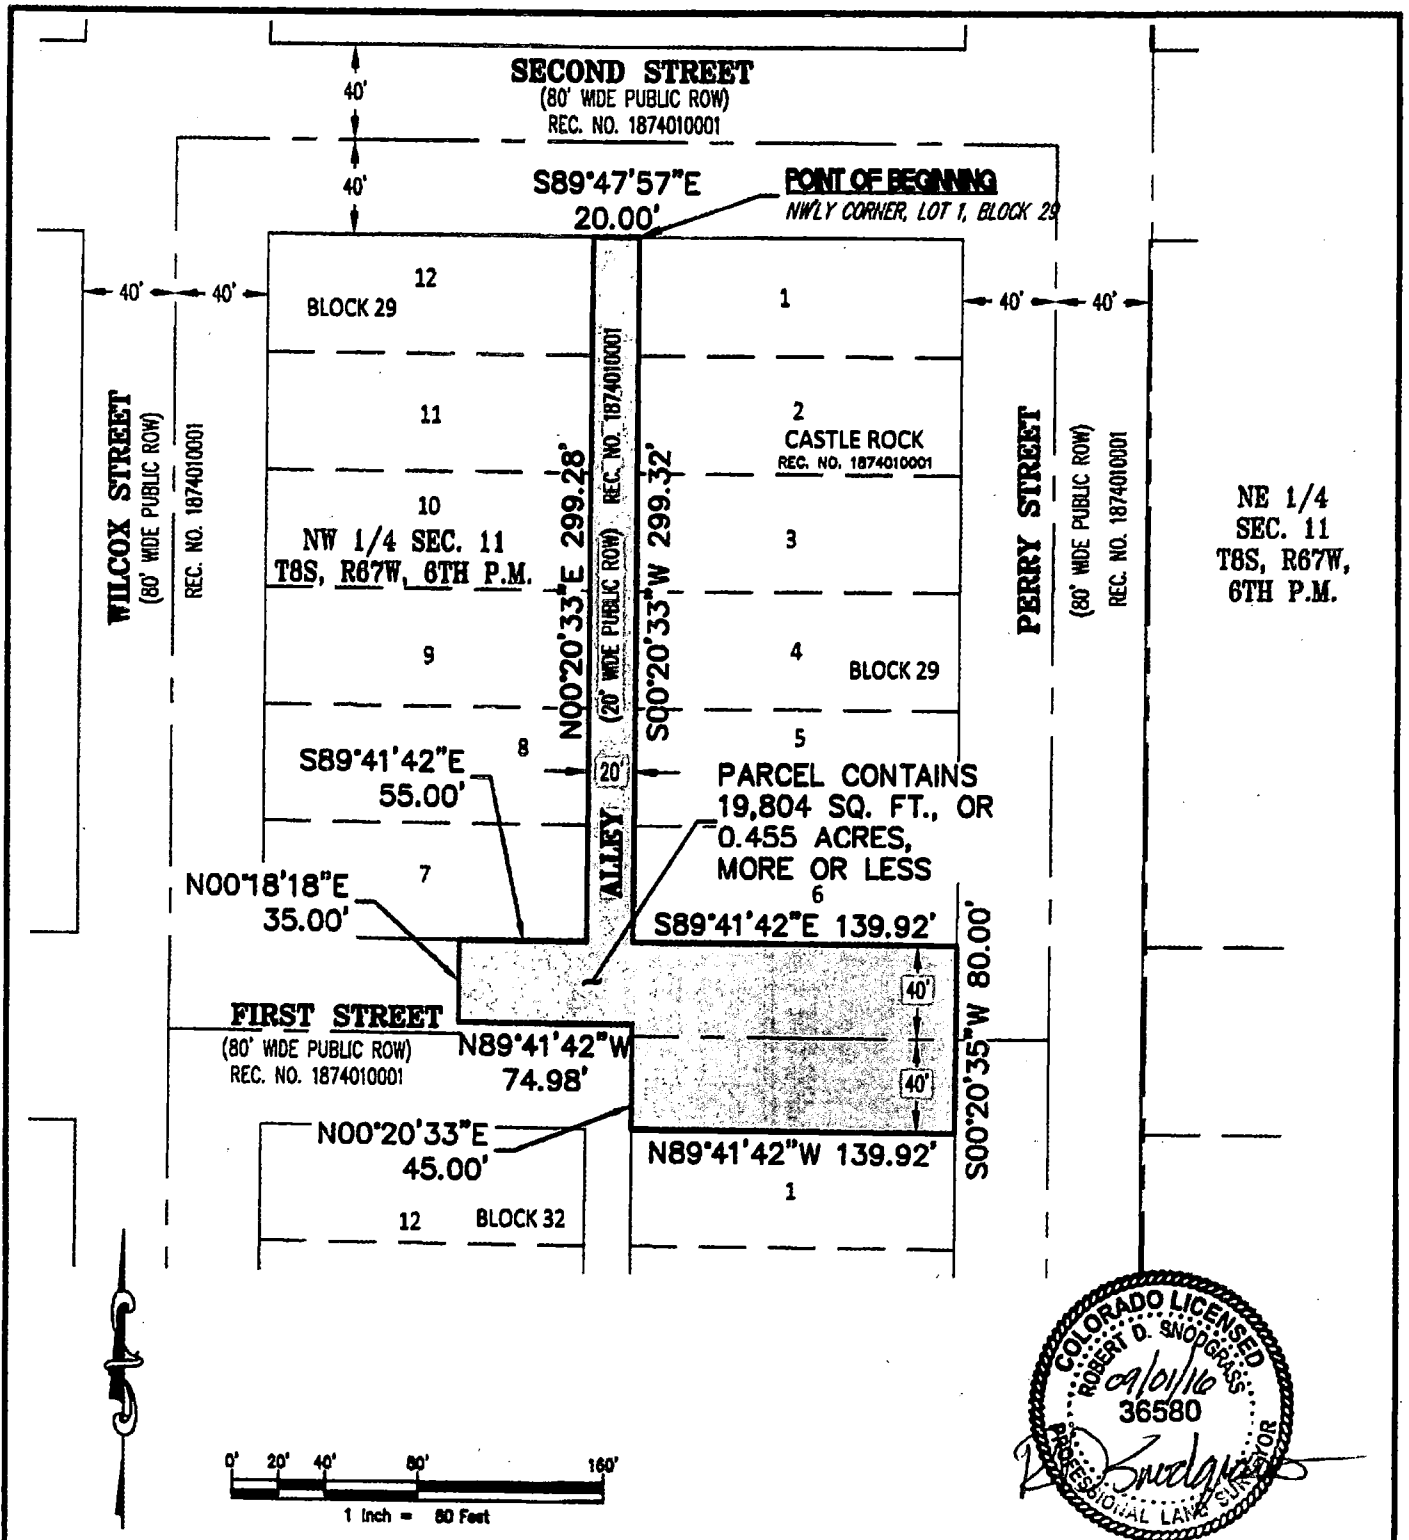 SECOND STREET
(80' WIDE PUBLIC ROW)
REC. NO. 1874010001
40'
40'
S89°47'57"E
20.00'
POINT OF BEGINNING
NW'LY CORNER, LOT 1, BLOCK 29
40'
40'
12
BLOCK 29
1
40'
40'
WILCOX STREET
(80' WIDE PUBLIC ROW)
REC. NO. 1874010001
11
10
NW 1/4 SEC. 11
T8S, R67W, 6TH P.M.
9
8
7
N00°20'33"E 299.28'
ALLEY (20' WIDE PUBLIC ROW) REC. NO. 1874010001
20'
S00°20'33"W 299.32'
2
CASTLE ROCK
REC. NO. 1874010001
3
4
BLOCK 29
5
PERRY STREET
(80' WIDE PUBLIC ROW)
REC. NO. 1874010001
NE 1/4
SEC. 11
T8S, R67W,
6TH P.M.
S89°41'42"E
55.00'
PARCEL CONTAINS
19,804 SQ. FT., OR
0.455 ACRES,
MORE OR LESS
6
N00°18'18"E
35.00'
S89°41'42"E 139.92'
40'
40'
S00°20'35"W 80.00'
FIRST STREET
(80' WIDE PUBLIC ROW)
REC. NO. 1874010001
N89°41'42"W
74.98'
N00°20'33"E
45.00'
N89°41'42"W 139.92'
1
12
BLOCK 32
0' 20' 40' 80' 160'
1 Inch = 80 Feet
COLORADO LICENSED
ROBERT D. SNODGRASS
09/01/16
36580
PROFESSIONAL LAND SURVEYOR
R D Snodgrass